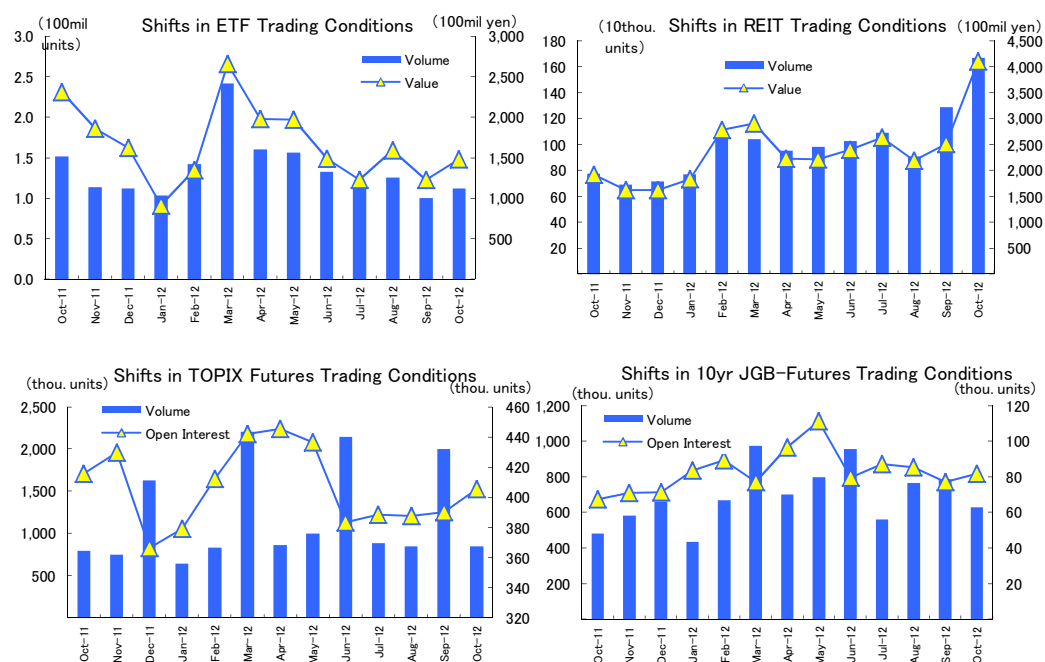 Shifts in ETF Trading Conditions
(100mil units)
(100mil yen)
Volume
Value
3.0
2.5
2.0
1.5
1.0
0.5
0.0
3,000
2,500
2,000
1,500
1,000
500
Oct-11
Nov-11
Dec-11
Jan-12
Feb-12
Mar-12
Apr-12
May-12
Jun-12
Jul-12
Aug-12
Sep-12
Oct-12
Shifts in REIT Trading Conditions
(10thou. units)
(100mil yen)
Volume
Value
180
160
140
120
100
80
60
40
20
4,500
4,000
3,500
3,000
2,500
2,000
1,500
1,000
500
Oct-11
Nov-11
Dec-11
Jan-12
Feb-12
Mar-12
Apr-12
May-12
Jun-12
Jul-12
Aug-12
Sep-12
Oct-12
Shifts in TOPIX Futures Trading Conditions
(thou. units)
(thou. units)
Volume
Open Interest
2,500
2,000
1,500
1,000
500
460
440
420
400
380
360
340
320
Oct-11
Nov-11
Dec-11
Jan-12
Feb-12
Mar-12
Apr-12
May-12
Jun-12
Jul-12
Aug-12
Sep-12
Oct-12
Shifts in 10yr JGB-Futures Trading Conditions
(thou. units)
(thou. units)
Volume
Open Interest
1,200
1,000
800
600
400
200
120
100
80
60
40
20
Oct-11
Nov-11
Dec-11
Jan-12
Feb-12
Mar-12
Apr-12
May-12
Jun-12
Jul-12
Aug-12
Sep-12
Oct-12